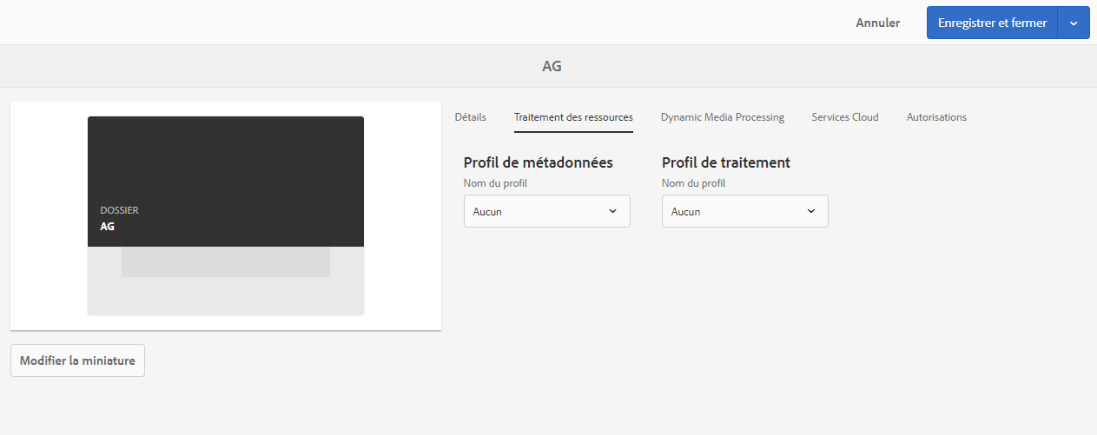 Annuler
Enregistrer et fermer
AG
Détails
Traitement des ressources
Dynamic Media Processing
Services Cloud
Autorisations
Profil de métadonnées
Profil de traitement
Nom du profil
Nom du profil
Aucun
Aucun
DOSSIER
AG
Modifier la miniature